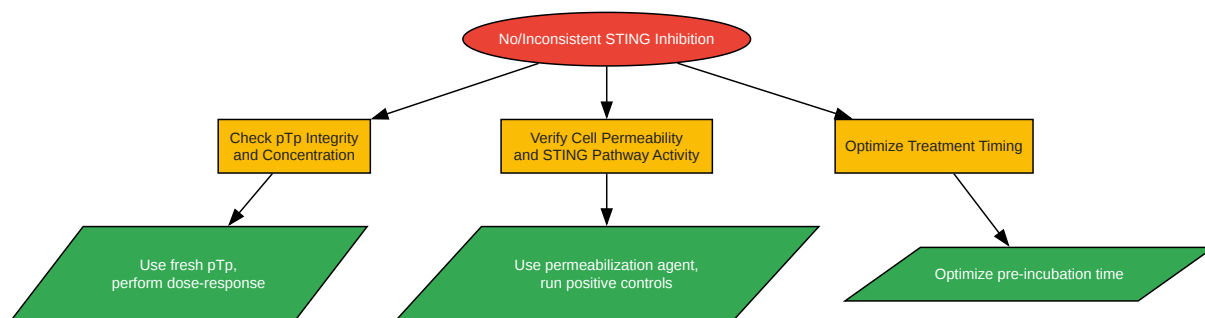 No/Inconsistent STING Inhibition
Check pTp Integrity
and Concentration
Verify Cell Permeability
and STING Pathway Activity
Optimize Treatment Timing
Use fresh pTp,
perform dose-response
Use permeabilization agent,
run positive controls
Optimize pre-incubation time